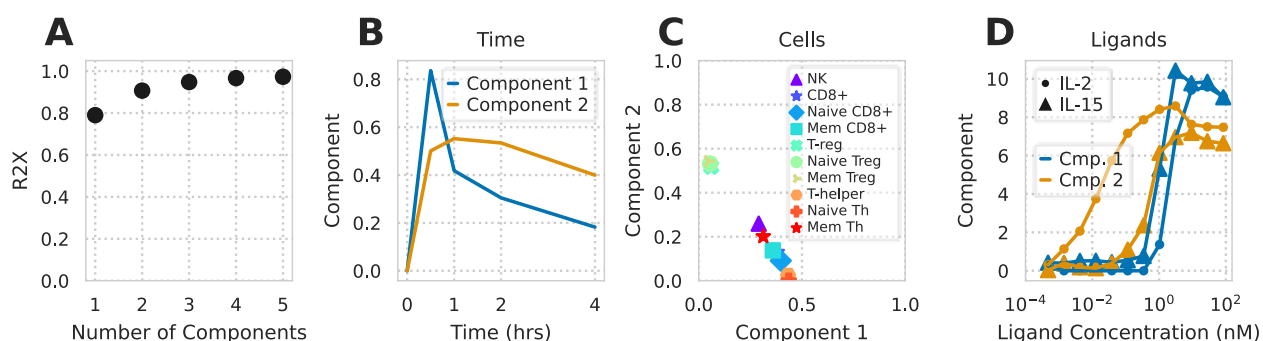 A
R2X
1.0
0.8
0.6
0.4
0.2
0.0
1 2 3 4 5
Number of Components
B
Time
Component
0.8
0.6
0.4
0.2
0.0
Component 1
Component 2
0 1 2 4
Time (hrs)
C
Cells
Component 2
1.0
0.8
0.6
0.4
0.2
0.0
NK
CD8+
Naive CD8+
Mem CD8+
T-reg
Naive Treg
Mem Treg
T-helper
Naive Th
Mem Th
0.0 0.5 1.0
Component 1
D
Ligands
Component
10
8
6
4
2
0
IL-2
IL-15
Cmp. 1
Cmp. 2
10⁻⁴ 10⁻² 10⁰ 10²
Ligand Concentration (nM)